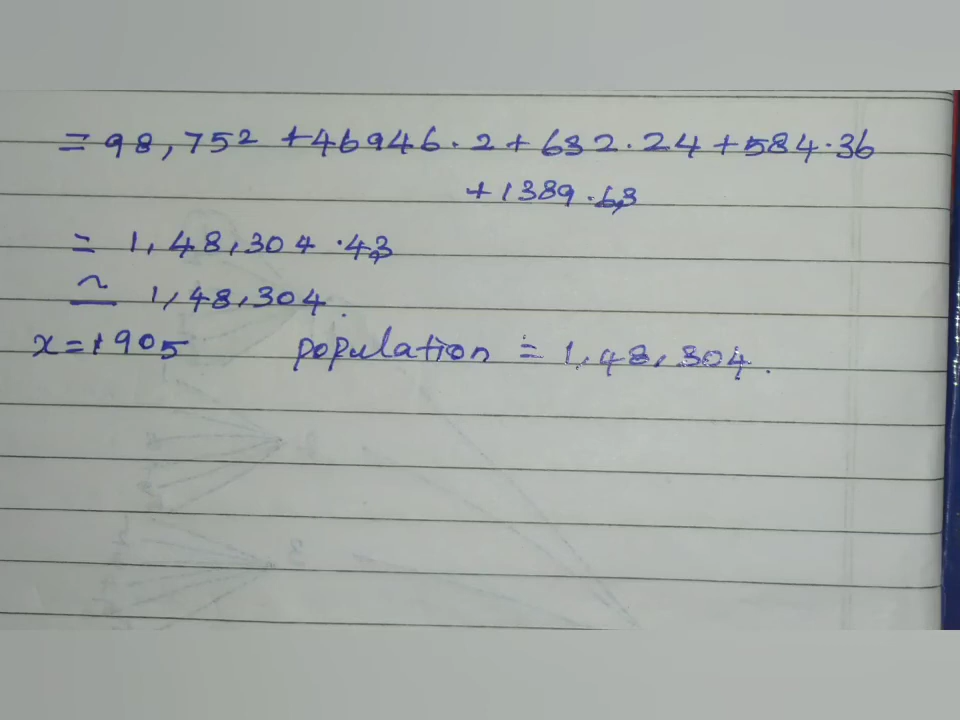 = 98,752 +46946.2+632.24+584.36
+1389.63
= 1,48,304.43
≃ 1,48,304.
x=1905 population = 1,48,304.